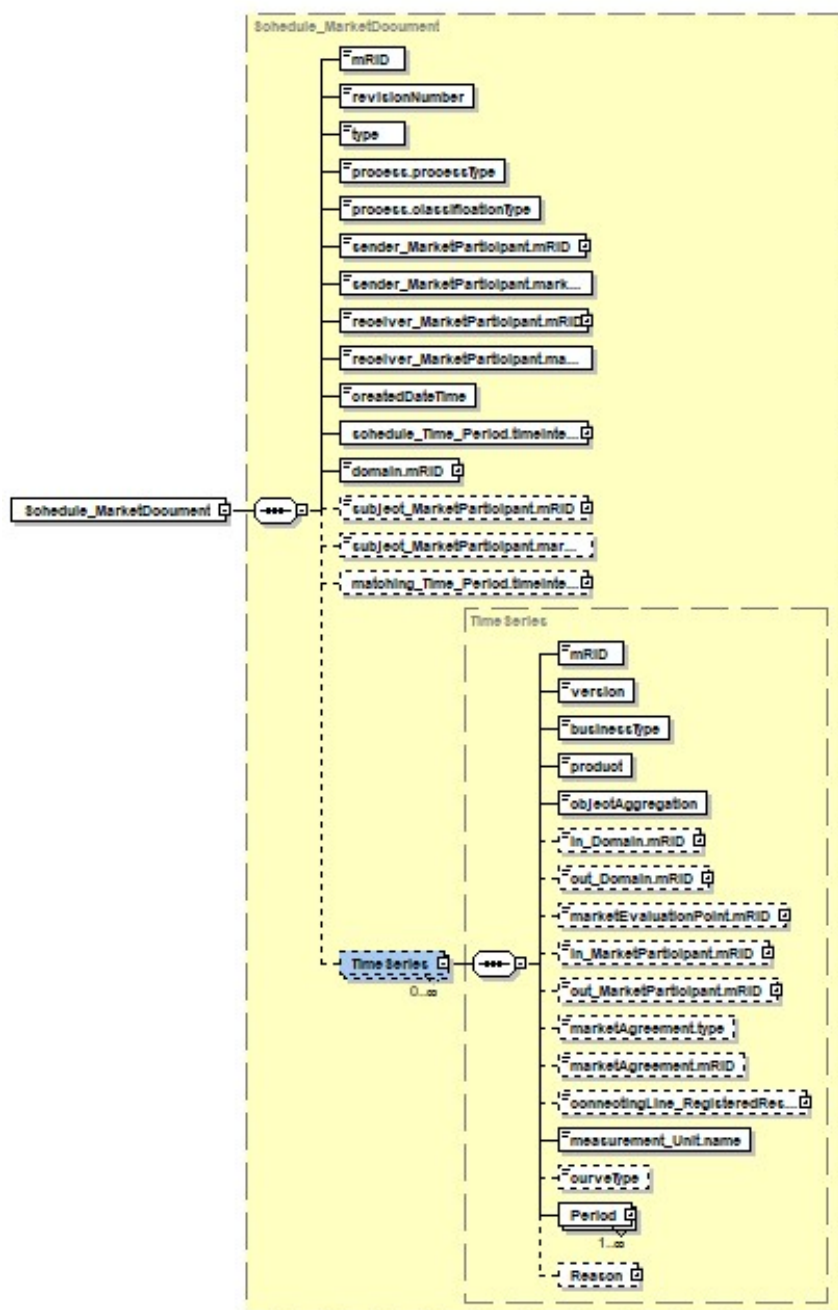 Schedule_MarketDocument
mRID
revisionNumber
type
process.processType
process.classificationType
sender_MarketParticipant.mRID
sender_MarketParticipant.mark...
receiver_MarketParticipant.mRID
receiver_MarketParticipant.ma...
createdDateTime
schedule_Time_Period.timeInte...
domain.mRID
Schedule_MarketDocument
subject_MarketParticipant.mRID
subject_MarketParticipant.mar...
matching_Time_Period.timeInte...
TimeSeries
mRID
version
businessType
product
objectAggregation
in_Domain.mRID
out_Domain.mRID
marketEvaluationPoint.mRID
in_MarketParticipant.mRID
TimeSeries
0..∞
out_MarketParticipant.mRID
marketAgreement.type
marketAgreement.mRID
connectingLine_RegisteredRes...
measurement_Unit.name
curveType
Period
1..∞
Reason